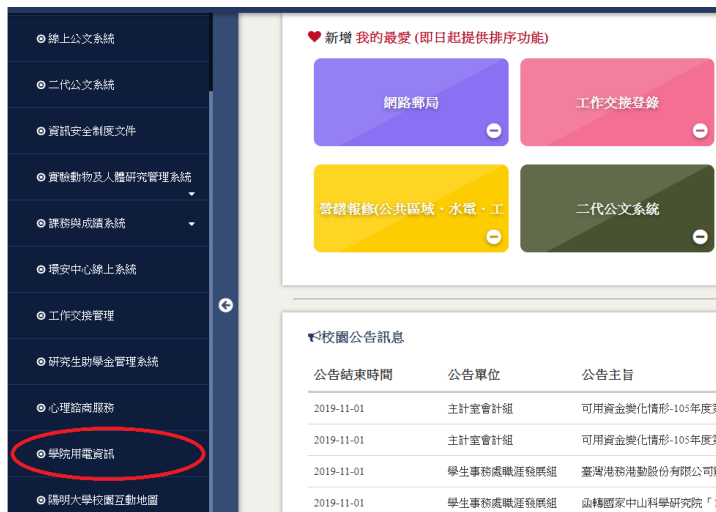 線上公文系統
二代公文系統
資訊安全制度文件
實驗動物及人體研究管理系統
課務與成績系統
環安中心線上系統
工作交接管理
研究生助學金管理系統
心理諮商服務
學院用電資訊
陽明大學校園互動地圖
新增 我的最愛 (即日起提供排序功能)
網路郵局
工作交接登錄
營繕報修(公共區域、水電、工
二代公文系統
校園公告訊息
公告結束時間 公告單位 公告主旨
2019-11-01 主計室會計組 可用資金變化情形-105年度第
2019-11-01 主計室會計組 可用資金變化情形-105年度第
2019-11-01 學生事務處職涯發展組 臺灣港務港勤股份有限公司
2019-11-01 學生事務處職涯發展組 函轉國家中山科學研究院「